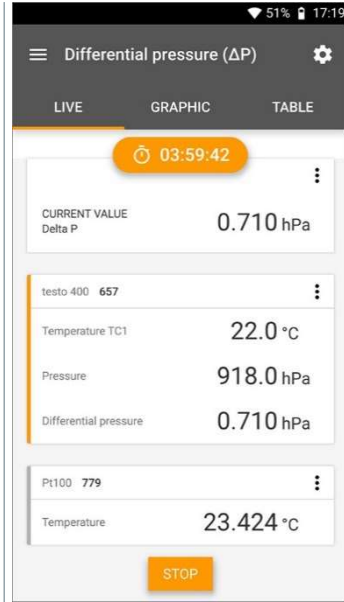 51% 17:19
Differential pressure (ΔP)
LIVE GRAPHIC TABLE
03:59:42
CURRENT VALUE
Delta P 0.710 hPa
testo 400 657
Temperature TC1 22.0 °C
Pressure 918.0 hPa
Differential pressure 0.710 hPa
Pt100 779
Temperature 23.424 °C
STOP